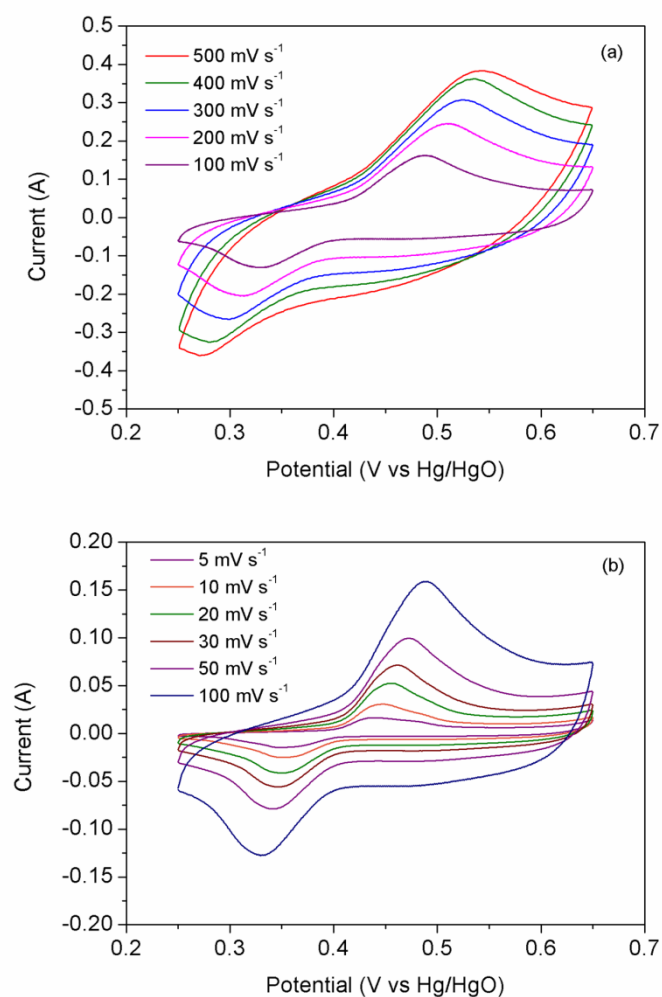 0.5
0.4
0.3
0.2
0.1
0.0
-0.1
-0.2
-0.3
-0.4
-0.5
Current (A)
500 mV s⁻¹
400 mV s⁻¹
300 mV s⁻¹
200 mV s⁻¹
100 mV s⁻¹
(a)
0.2 0.3 0.4 0.5 0.6 0.7
Potential (V vs Hg/HgO)
0.20
0.15
0.10
0.05
0.00
-0.05
-0.10
-0.15
-0.20
Current (A)
5 mV s⁻¹
10 mV s⁻¹
20 mV s⁻¹
30 mV s⁻¹
50 mV s⁻¹
100 mV s⁻¹
(b)
0.2 0.3 0.4 0.5 0.6 0.7
Potential (V vs Hg/HgO)